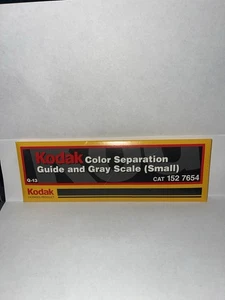 Kodak Color Separation
Guide and Gray Scale (Small)
Q-13
CAT 152 7654
Kodak